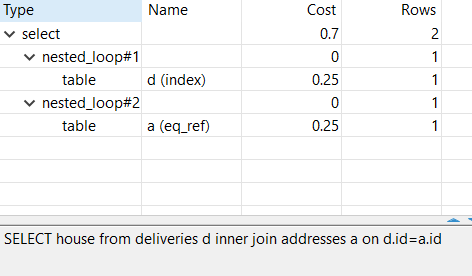 Type Name Cost Rows
select 0.7 2
nested_loop#1 0 1
table d (index) 0.25 1
nested_loop#2 0 1
table a (eq_ref) 0.25 1
SELECT house from deliveries d inner join addresses a on d.id=a.id